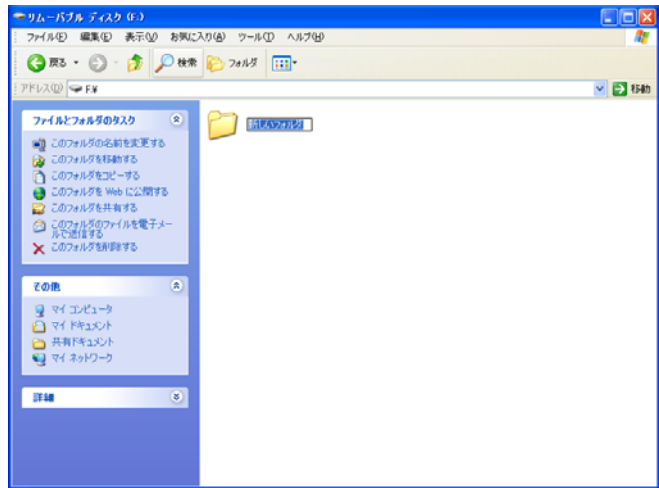 リムーバブル ディスク (F:)
ファイル(F) 編集(E) 表示(V) お気に入り(A) ツール(T) ヘルプ(H)
戻る 検索 フォルダ
アドレス(D) F:¥ 移動
ファイルとフォルダのタスク
新しいフォルダ
このフォルダの名前を変更する
このフォルダを移動する
このフォルダをコピーする
このフォルダを Web に公開する
このフォルダを共有する
このフォルダのファイルを電子メー
ルで送信する
このフォルダを削除する
その他
マイ コンピュータ
マイ ドキュメント
共有ドキュメント
マイ ネットワーク
詳細